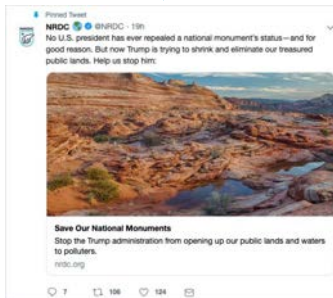 Pinned Tweet
NRDC @NRDC · 19h
No U.S. president has ever repealed a national monument's status—and for
good reason. But now Trump is trying to shrink and eliminate our treasured
public lands. Help us stop him:
Save Our National Monuments
Stop the Trump administration from opening up our public lands and waters
to polluters.
nrdc.org
7 106 124